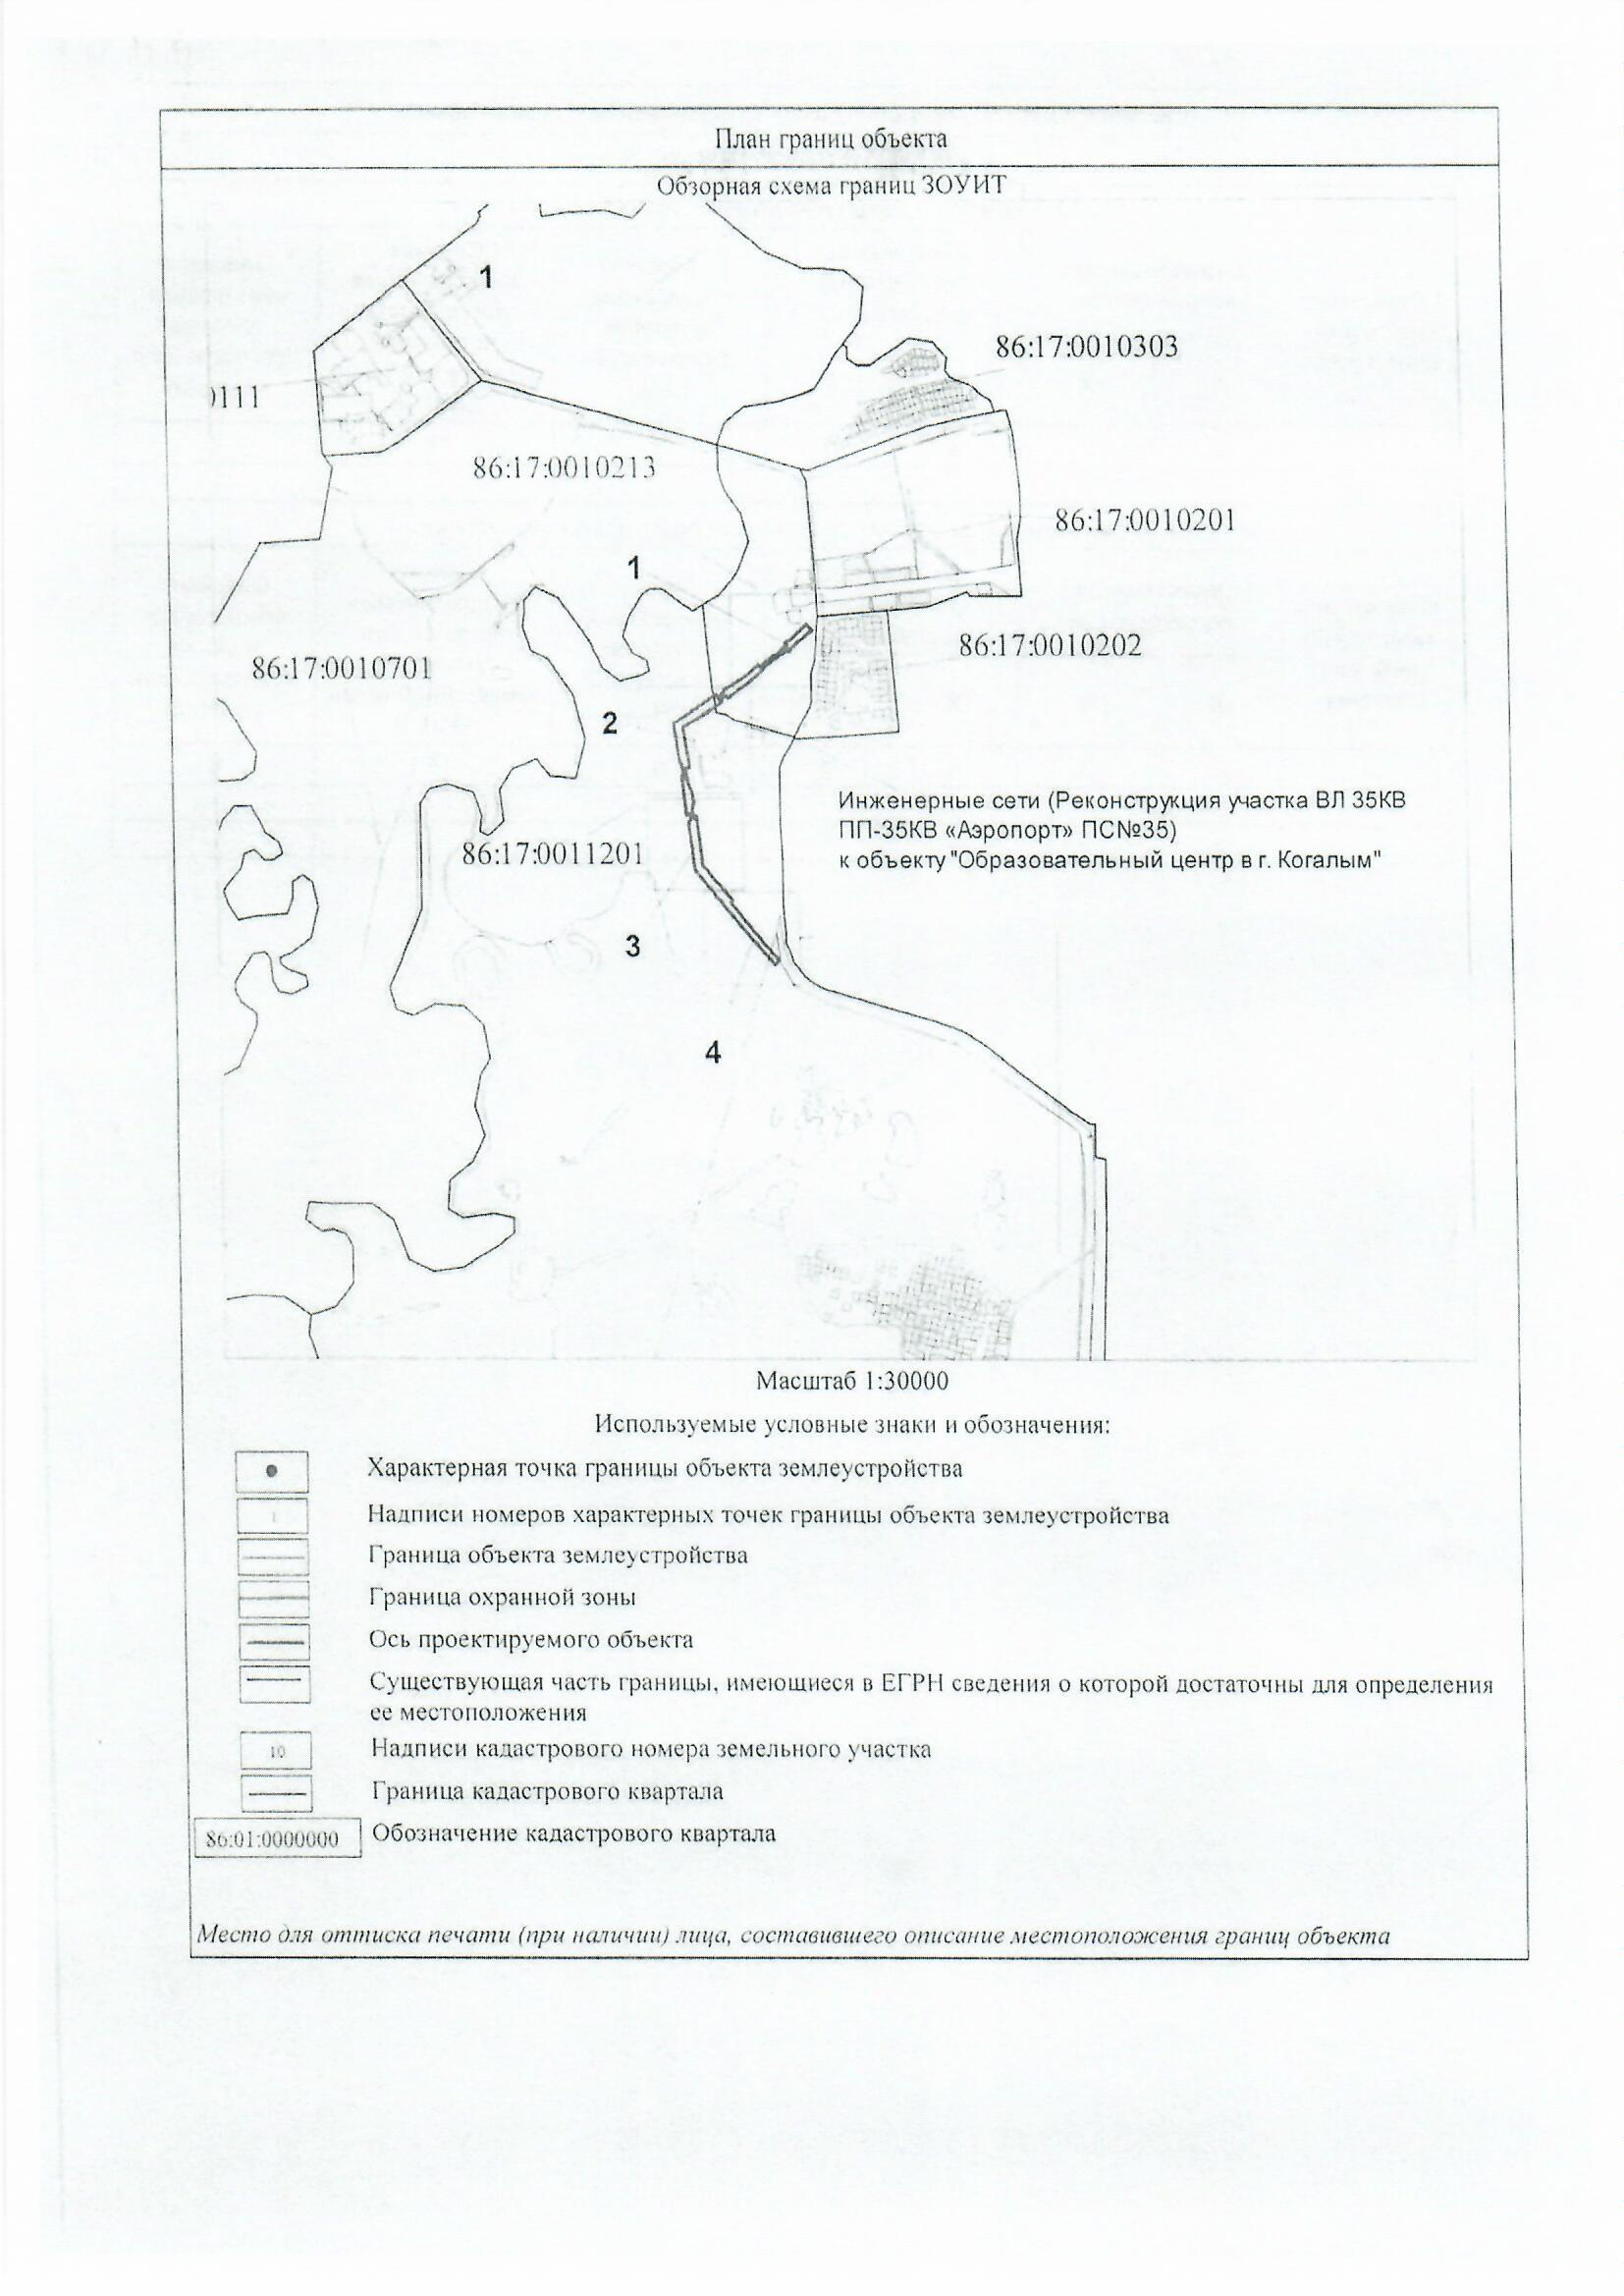 План границ объекта
Обзорная схема границ ЗОУИТ
1
86:17:0010303
)111
86:17:0010213
86:17:0010201
1
86:17:0010202
86:17:0010701
2
Инженерные сети (Реконструкция участка ВЛ 35КВ
ПП-35КВ «Аэропорт» ПС№35)
к объекту "Образовательный центр в г. Когалым"
86:17:0011201
3
4
Масштаб 1:30000
Используемые условные знаки и обозначения:
Характерная точка границы объекта землеустройства
1 Надписи номеров характерных точек границы объекта землеустройства
Граница объекта землеустройства
Граница охранной зоны
Ось проектируемого объекта
Существующая часть границы, имеющиеся в ЕГРН сведения о которой достаточны для определения
ее местоположения
10 Надписи кадастрового номера земельного участка
Граница кадастрового квартала
86:01:0000000 Обозначение кадастрового квартала
Место для оттиска печати (при наличии) лица, составившего описание местоположения границ объекта